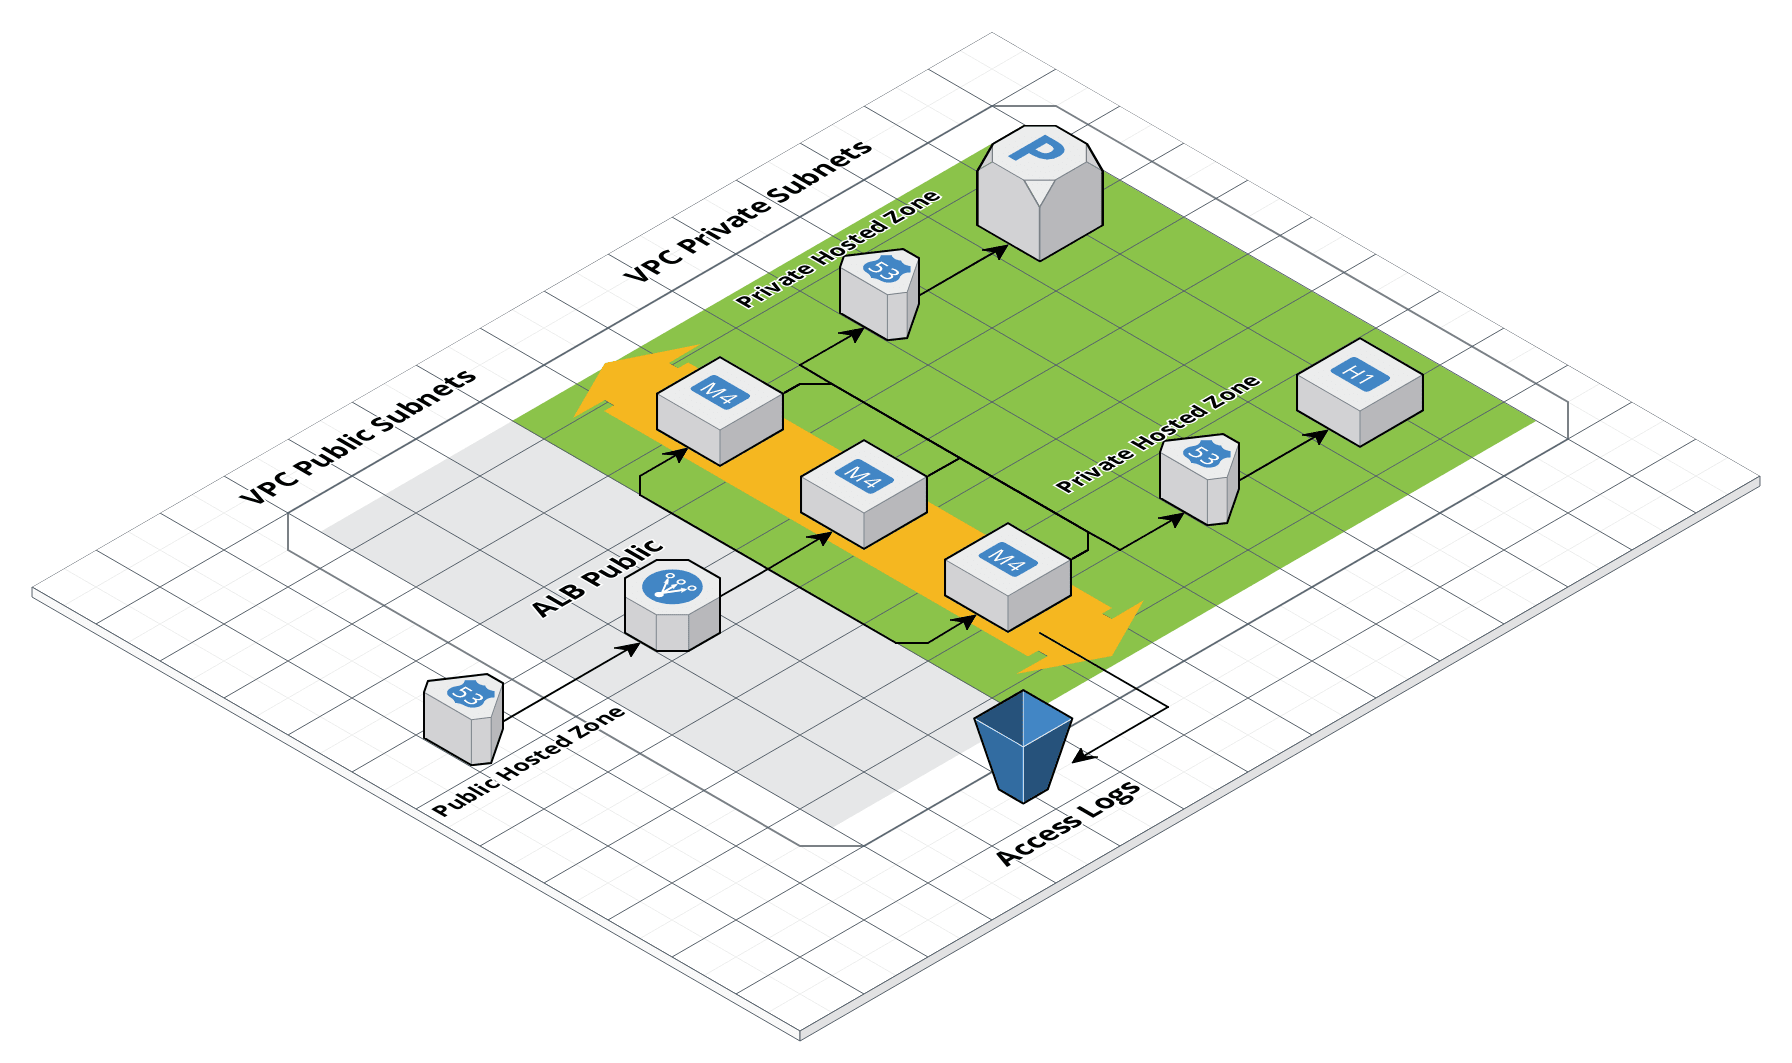 VPC Private Subnets
P
Private Hosted Zone
53
VPC Public Subnets
M4
H1
Private Hosted Zone
53
M4
ALB Public
M4
53
Public Hosted Zone
Access Logs